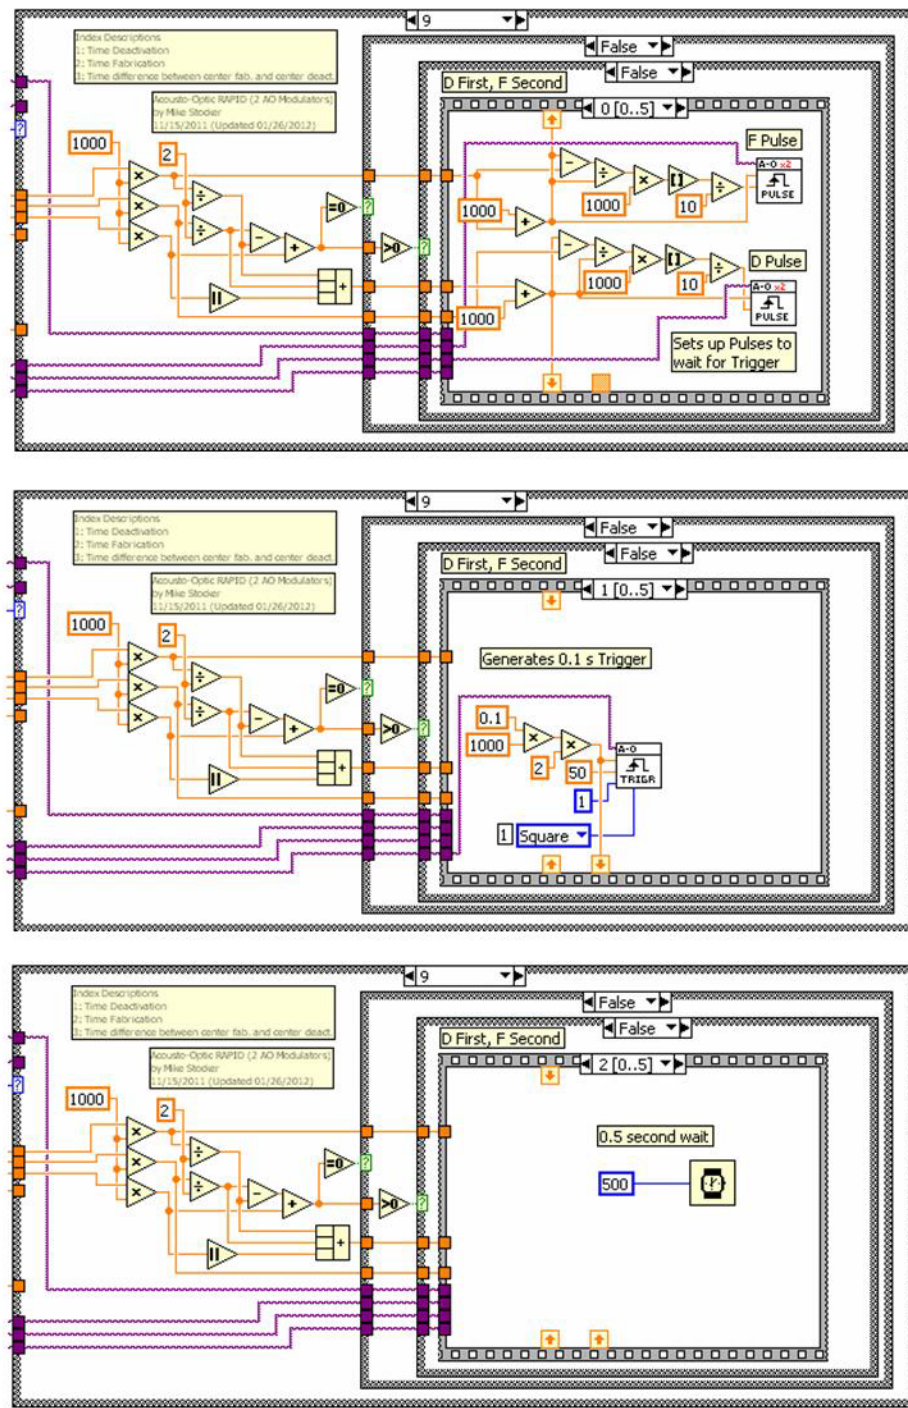 9
Index Descriptions
1: Time Deactivation
2: Time Fabrication
3: Time difference between center fab. and center deact.
False
False
D First, F Second
Acousto-Optic RAPID (2 AO Modulators)
by Mike Stocker
11/15/2011 (Updated 01/26/2012)
0 [0..5]
1000
2
F Pulse
A-O x2
PULSE
=0
1000
1000
10
>0
D Pulse
A-O x2
PULSE
1000
1000
10
Sets up Pulses to
wait for Trigger
9
Index Descriptions
1: Time Deactivation
2: Time Fabrication
3: Time difference between center fab. and center deact.
False
False
D First, F Second
Acousto-Optic RAPID (2 AO Modulators)
by Mike Stocker
11/15/2011 (Updated 01/26/2012)
1 [0..5]
1000
2
Generates 0.1 s Trigger
=0
>0
0.1
1000
2
50
A-O
TRIGR
1
1 Square
9
Index Descriptions
1: Time Deactivation
2: Time Fabrication
3: Time difference between center fab. and center deact.
False
False
D First, F Second
Acousto-Optic RAPID (2 AO Modulators)
by Mike Stocker
11/15/2011 (Updated 01/26/2012)
2 [0..5]
1000
2
0.5 second wait
=0
>0
500